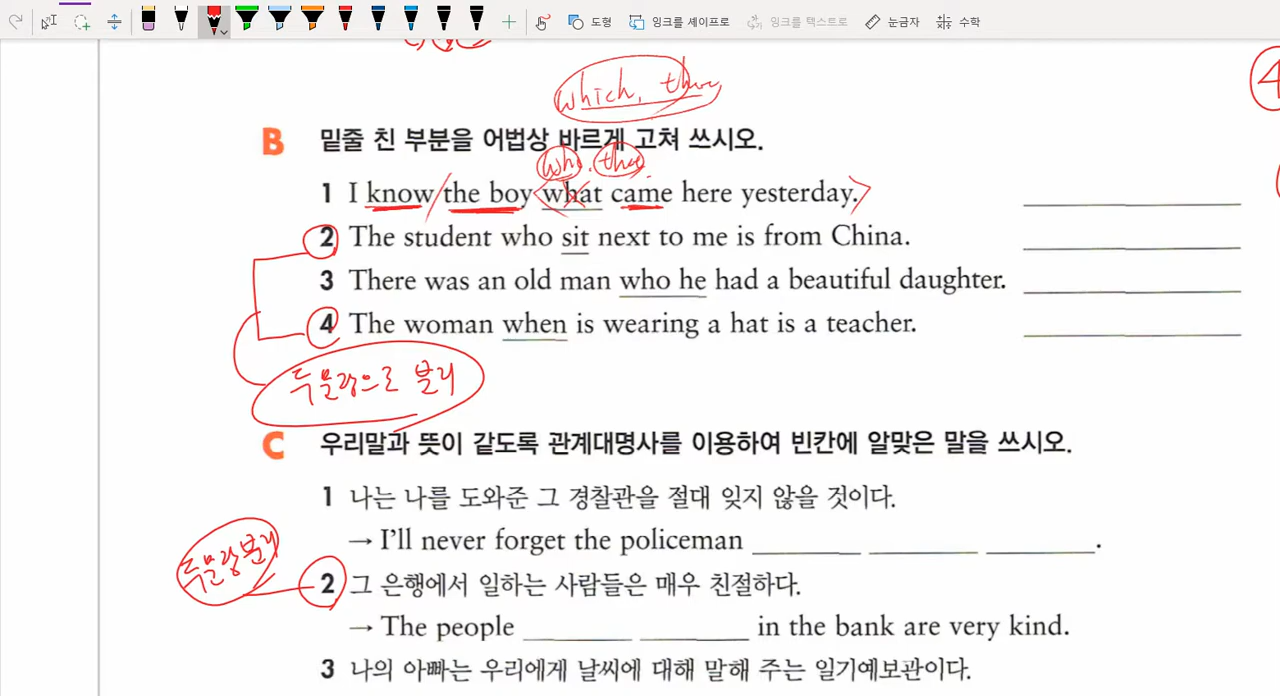 도형 잉크를 셰이프로 잉크를 텍스트로 눈금자 수학
which, that
B 밑줄 친 부분을 어법상 바르게 고쳐 쓰시오.
who, that
1 I know the boy what came here yesterday.
2 The student who sit next to me is from China.
3 There was an old man who he had a beautiful daughter.
4 The woman when is wearing a hat is a teacher.
두 문장으로 분리
C 우리말과 뜻이 같도록 관계대명사를 이용하여 빈칸에 알맞은 말을 쓰시오.
1 나는 나를 도와준 그 경찰관을 절대 잊지 않을 것이다.
→ I'll never forget the policeman ______ ______ ______.
두 문장 분리
2 그 은행에서 일하는 사람들은 매우 친절하다.
→ The people ______ ______ in the bank are very kind.
3 나의 아빠는 우리에게 날씨에 대해 말해 주는 일기예보관이다.